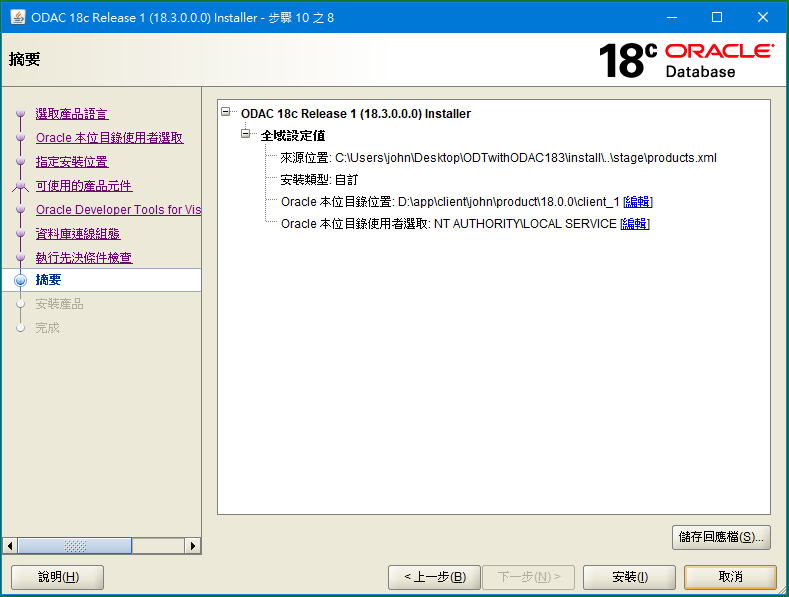 ODAC 18c Release 1 (18.3.0.0.0) Installer - 步驟 10 之 8
摘要
18c ORACLE
Database
選取產品語言
Oracle 本位目錄使用者選取
指定安裝位置
可使用的產品元件
Oracle Developer Tools for Vis
資料庫連線組態
執行先決條件檢查
摘要
安裝產品
完成
ODAC 18c Release 1 (18.3.0.0.0) Installer
全域設定值
來源位置: C:\Users\john\Desktop\ODTwithODAC183\install\..\stage\products.xml
安裝類型: 自訂
Oracle 本位目錄位置: D:\app\client\john\product\18.0.0\client_1 [編輯]
Oracle 本位目錄使用者選取: NT AUTHORITY\LOCAL SERVICE [編輯]
儲存回應檔(S)...
說明(H)
< 上一步(B)
下一步(N) >
安裝(I)
取消